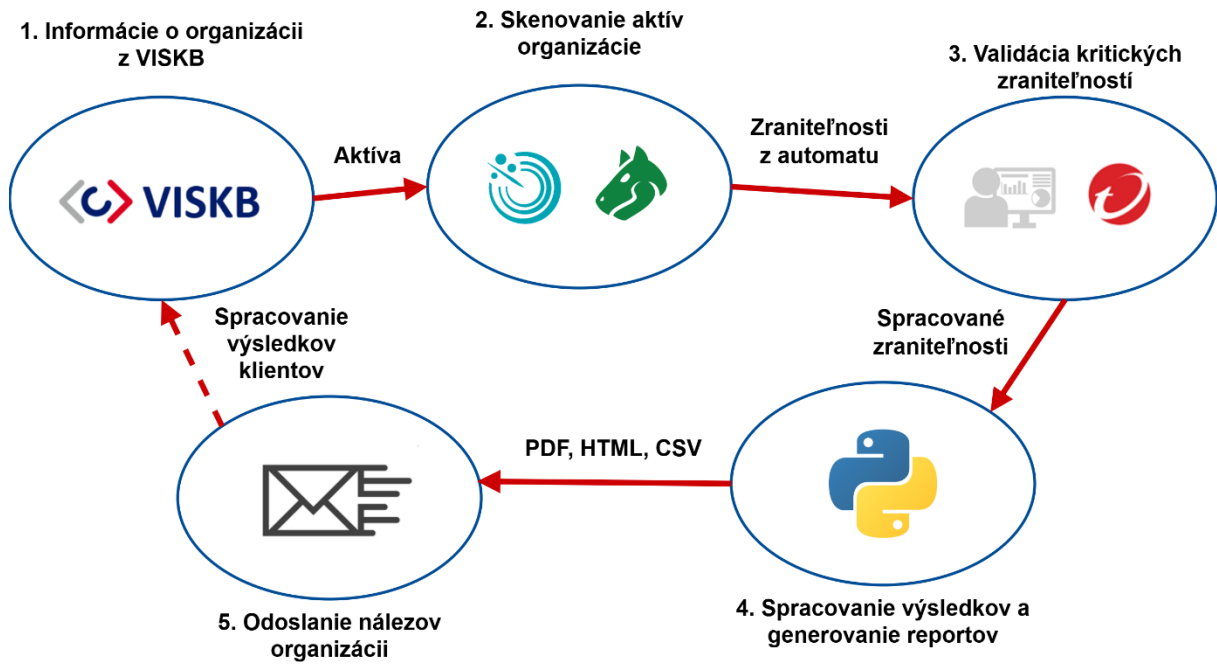 1. Informácie o organizácii
z VISKB
2. Skenovanie aktív
organizácie
3. Validácia kritických
zraniteľností
VISKB
Aktíva
Zraniteľnosti
z automatu
Spracovanie
výsledkov
klientov
Spracované
zraniteľnosti
PDF, HTML, CSV
5. Odoslanie nálezov
organizácii
4. Spracovanie výsledkov a
generovanie reportov